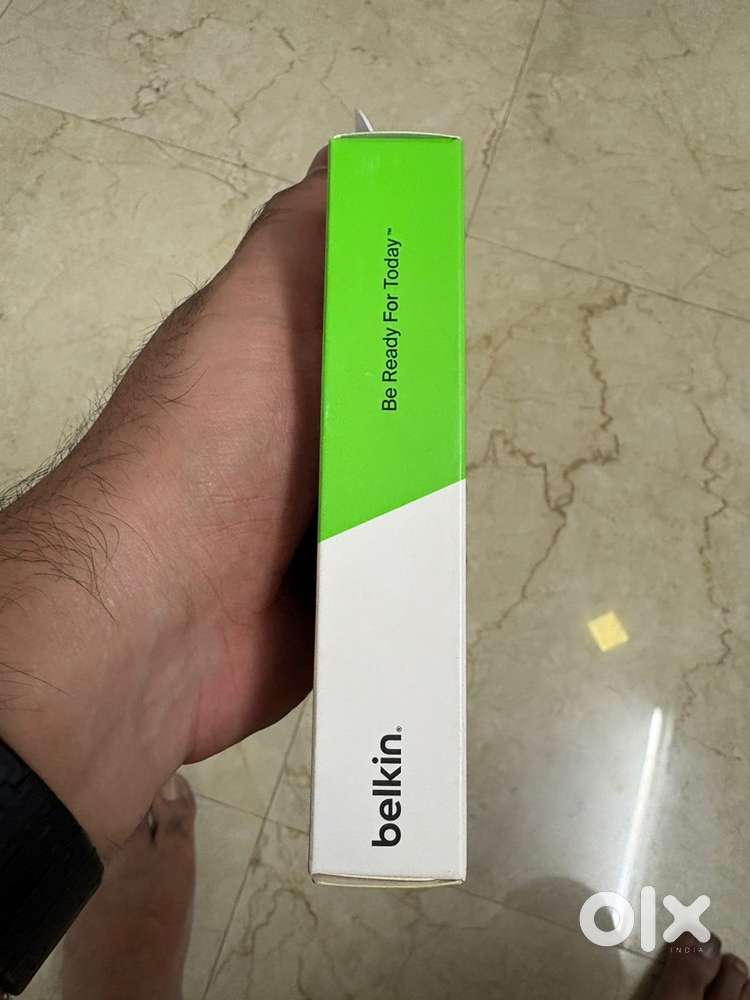 Be Ready For Today™
belkin®
olx
INDIA